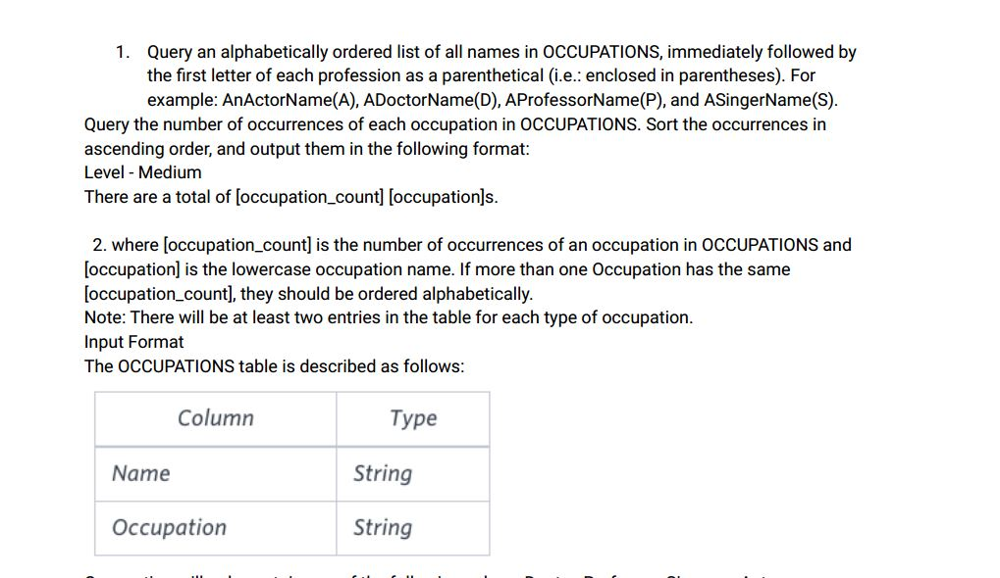 1. Query an alphabetically ordered list of all names in OCCUPATIONS, immediately followed by
the first letter of each profession as a parenthetical (i.e.: enclosed in parentheses). For
example: AnActorName(A), ADoctorName(D), AProfessorName(P), and ASingerName(S).
Query the number of occurrences of each occupation in OCCUPATIONS. Sort the occurrences in
ascending order, and output them in the following format:
Level - Medium
There are a total of [occupation_count] [occupation]s.
2. where [occupation_count] is the number of occurrences of an occupation in OCCUPATIONS and
[occupation] is the lowercase occupation name. If more than one Occupation has the same
[occupation_count], they should be ordered alphabetically.
Note: There will be at least two entries in the table for each type of occupation.
Input Format
The OCCUPATIONS table is described as follows:
Column Type
Name String
Occupation String